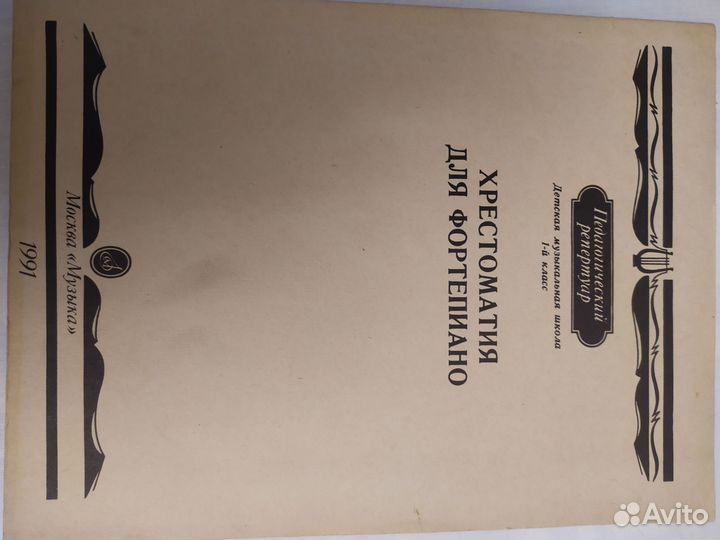 Педагогический
репертуар
Детская музыкальная школа
1-й класс
ХРЕСТОМАТИЯ
ДЛЯ ФОРТЕПИАНО
Москва «Музыка»
1991
Avito